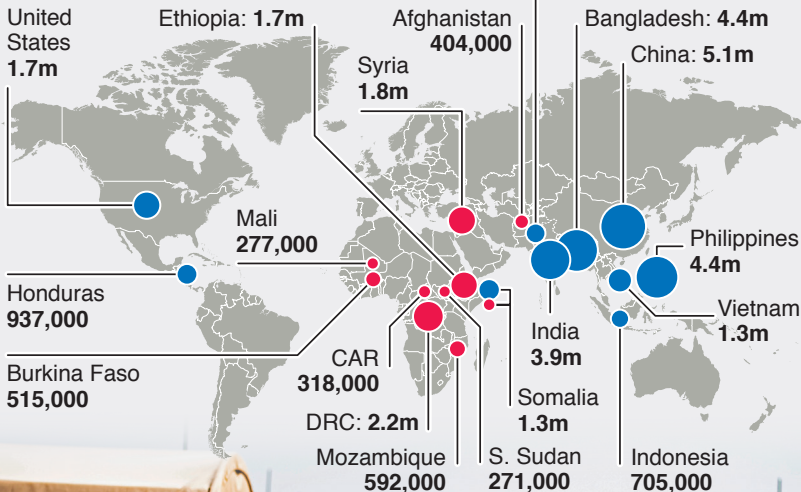 United
States
1.7m
Ethiopia: 1.7m
Afghanistan
404,000
Bangladesh: 4.4m
China: 5.1m
Syria
1.8m
Mali
277,000
Philippines
4.4m
Honduras
937,000
Vietnam
1.3m
India
3.9m
Burkina Faso
515,000
CAR
318,000
Somalia
1.3m
DRC: 2.2m
Mozambique
592,000
S. Sudan
271,000
Indonesia
705,000